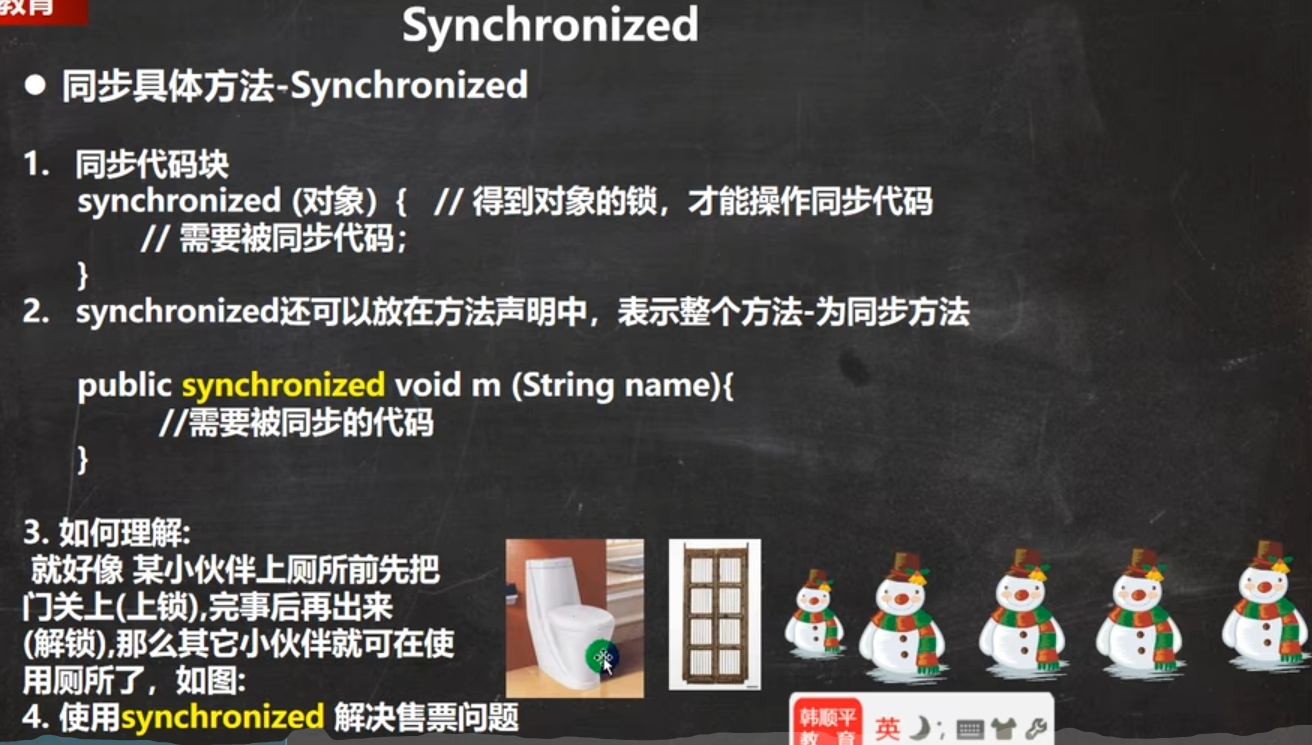 教育
Synchronized
● 同步具体方法-Synchronized
1. 同步代码块
synchronized (对象) { // 得到对象的锁，才能操作同步代码
// 需要被同步代码；
}
2. synchronized还可以放在方法声明中，表示整个方法-为同步方法
public synchronized void m (String name){
//需要被同步的代码
}
3. 如何理解:
就好像 某小伙伴上厕所前先把
门关上(上锁),完事后再出来
(解锁),那么其它小伙伴就可在使
用厕所了，如图:
4. 使用synchronized 解决售票问题
韩顺平
教 育
英